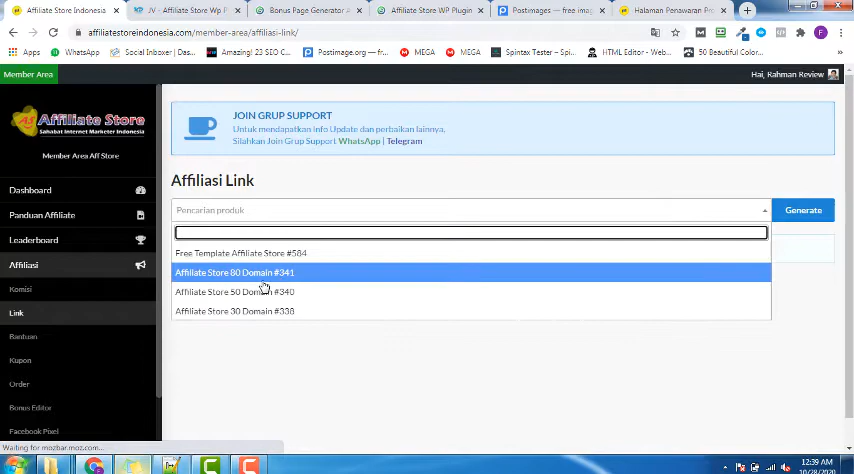 Affiliate Store Indonesia
JV - Affiliate Store Wp P
Bonus Page Generator A
Affiliate Store WP Plugin
Postimages — free imag
Halaman Penawaran Pro
affiliatestoreindonesia.com/member-area/affiliasi-link/
Apps
WhatsApp
Social Inboxer | Das...
Amazing! 23 SEO C...
Postimage.org — fr...
MEGA
MEGA
Spintax Tester – Spi...
HTML Editor - Web...
50 Beautiful Color...
Member Area
Hai, Rahman Review
Affiliate Store
Sahabat Internet Marketer Indonesia
Member Area Aff Store
Dashboard
Panduan Affiliate
Leaderboard
Affiliasi
Komisi
Link
Bantuan
Kupon
Order
Bonus Editor
Facebook Pixel
JOIN GRUP SUPPORT
Untuk mendapatkan Info Update dan perbaikan lainnya,
Silahkan Join Grup Support WhatsApp | Telegram
Affiliasi Link
Pencarian produk
Generate
Free Template Affiliate Store #584
Affiliate Store 80 Domain #341
Affiliate Store 50 Domain #340
Affiliate Store 30 Domain #338
Waiting for mozbar.moz.com...
12:39 AM
10/28/2020